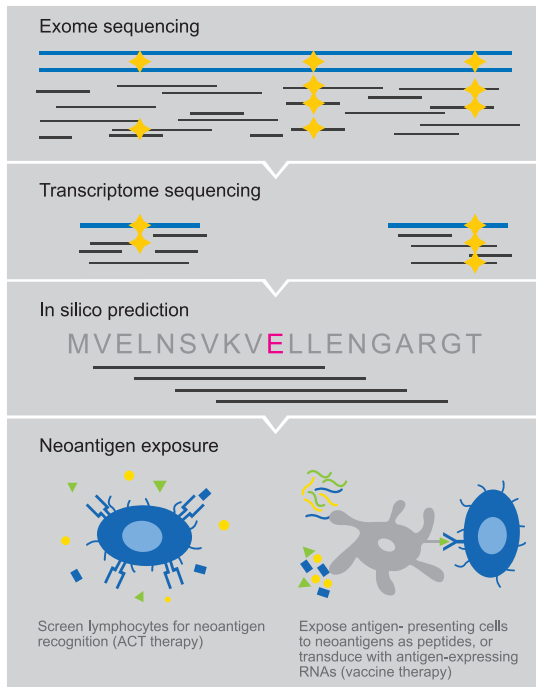 Exome sequencing
Transcriptome sequencing
In silico prediction
MVELNSVKVELLENGARGT
Neoantigen exposure
Screen lymphocytes for neoantigen
recognition (ACT therapy)
Expose antigen- presenting cells
to neoantigens as peptides, or
transduce with antigen-expressing
RNAs (vaccine therapy)